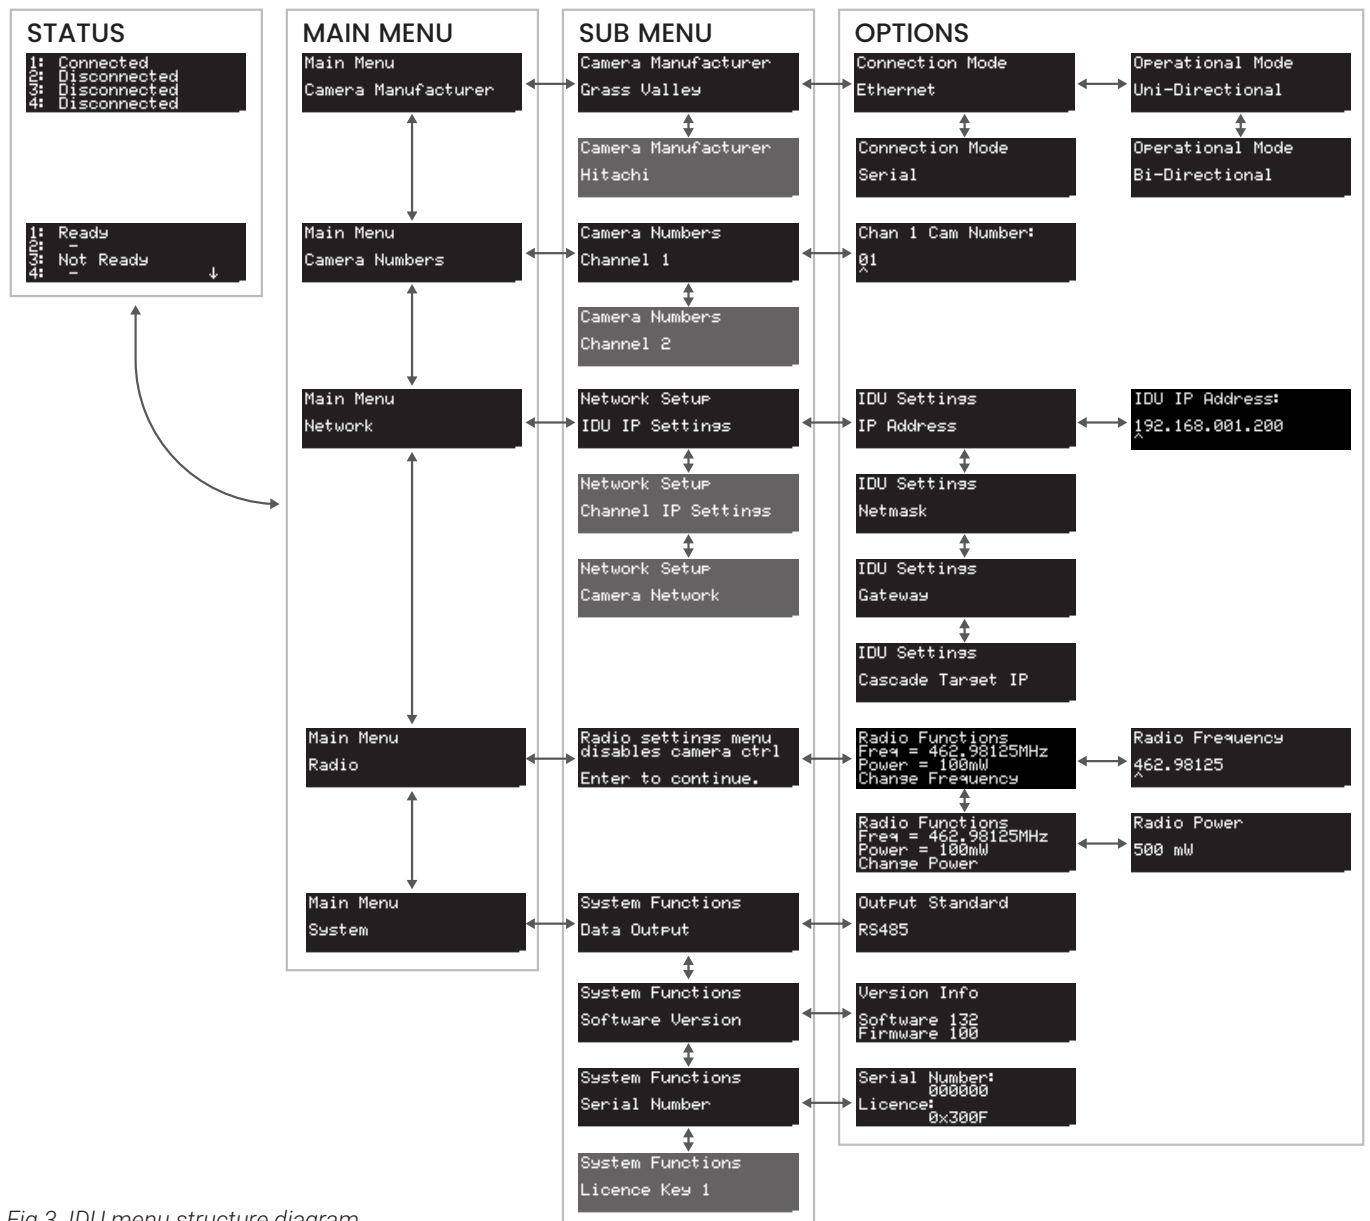 STATUS
1: Connected
2: Disconnected
3: Disconnected
4: Disconnected
1: Ready
2: -
3: Not Ready
4: - ↓
MAIN MENU
Main Menu
Camera Manufacturer
Main Menu
Camera Numbers
Main Menu
Network
Main Menu
Radio
Main Menu
System
SUB MENU
Camera Manufacturer
Grass Valley
Camera Manufacturer
Hitachi
Camera Numbers
Channel 1
Camera Numbers
Channel 2
Network Setup
IDU IP Settings
Network Setup
Channel IP Settings
Network Setup
Camera Network
Radio settings menu
disables camera ctrl
Enter to continue.
System Functions
Data Output
System Functions
Software Version
System Functions
Serial Number
System Functions
Licence Key 1
OPTIONS
Connection Mode
Ethernet
Operational Mode
Uni-Directional
Connection Mode
Serial
Operational Mode
Bi-Directional
Chan 1 Cam Number:
01
^
IDU Settings
IP Address
IDU IP Address:
192.168.001.200
^
IDU Settings
Netmask
IDU Settings
Gateway
IDU Settings
Cascade Target IP
Radio Functions
Freq = 462.98125MHz
Power = 100mW
Change Frequency
Radio Frequency
462.98125
^
Radio Functions
Freq = 462.98125MHz
Power = 100mW
Change Power
Radio Power
500 mW
Output Standard
RS485
Version Info
Software 132
Firmware 100
Serial Number:
000000
Licence:
0x300F
Fig 3. IDU menu structure diagram